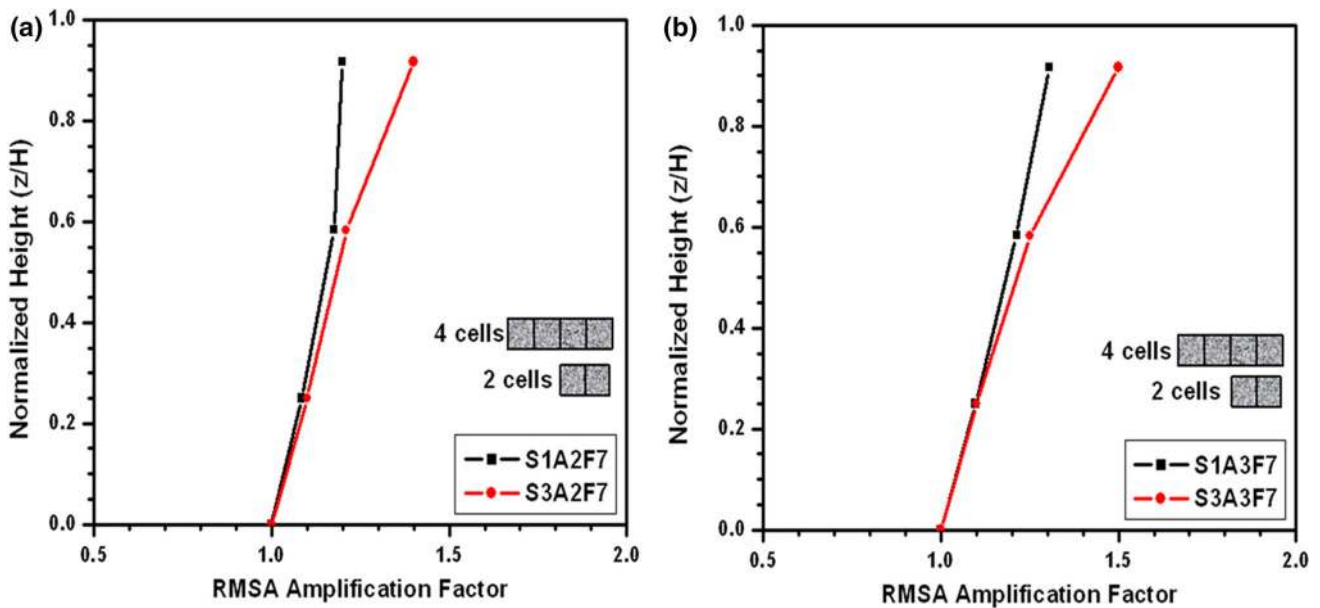 (a)
Normalized Height (z/H)
1.0
0.8
0.6
0.4
0.2
0.0
4 cells
2 cells
S1A2F7
S3A2F7
0.5 1.0 1.5 2.0
RMSA Amplification Factor
(b)
Normalized Height (z/H)
1.0
0.8
0.6
0.4
0.2
0.0
4 cells
2 cells
S1A3F7
S3A3F7
0.5 1.0 1.5 2.0
RMSA Amplification Factor